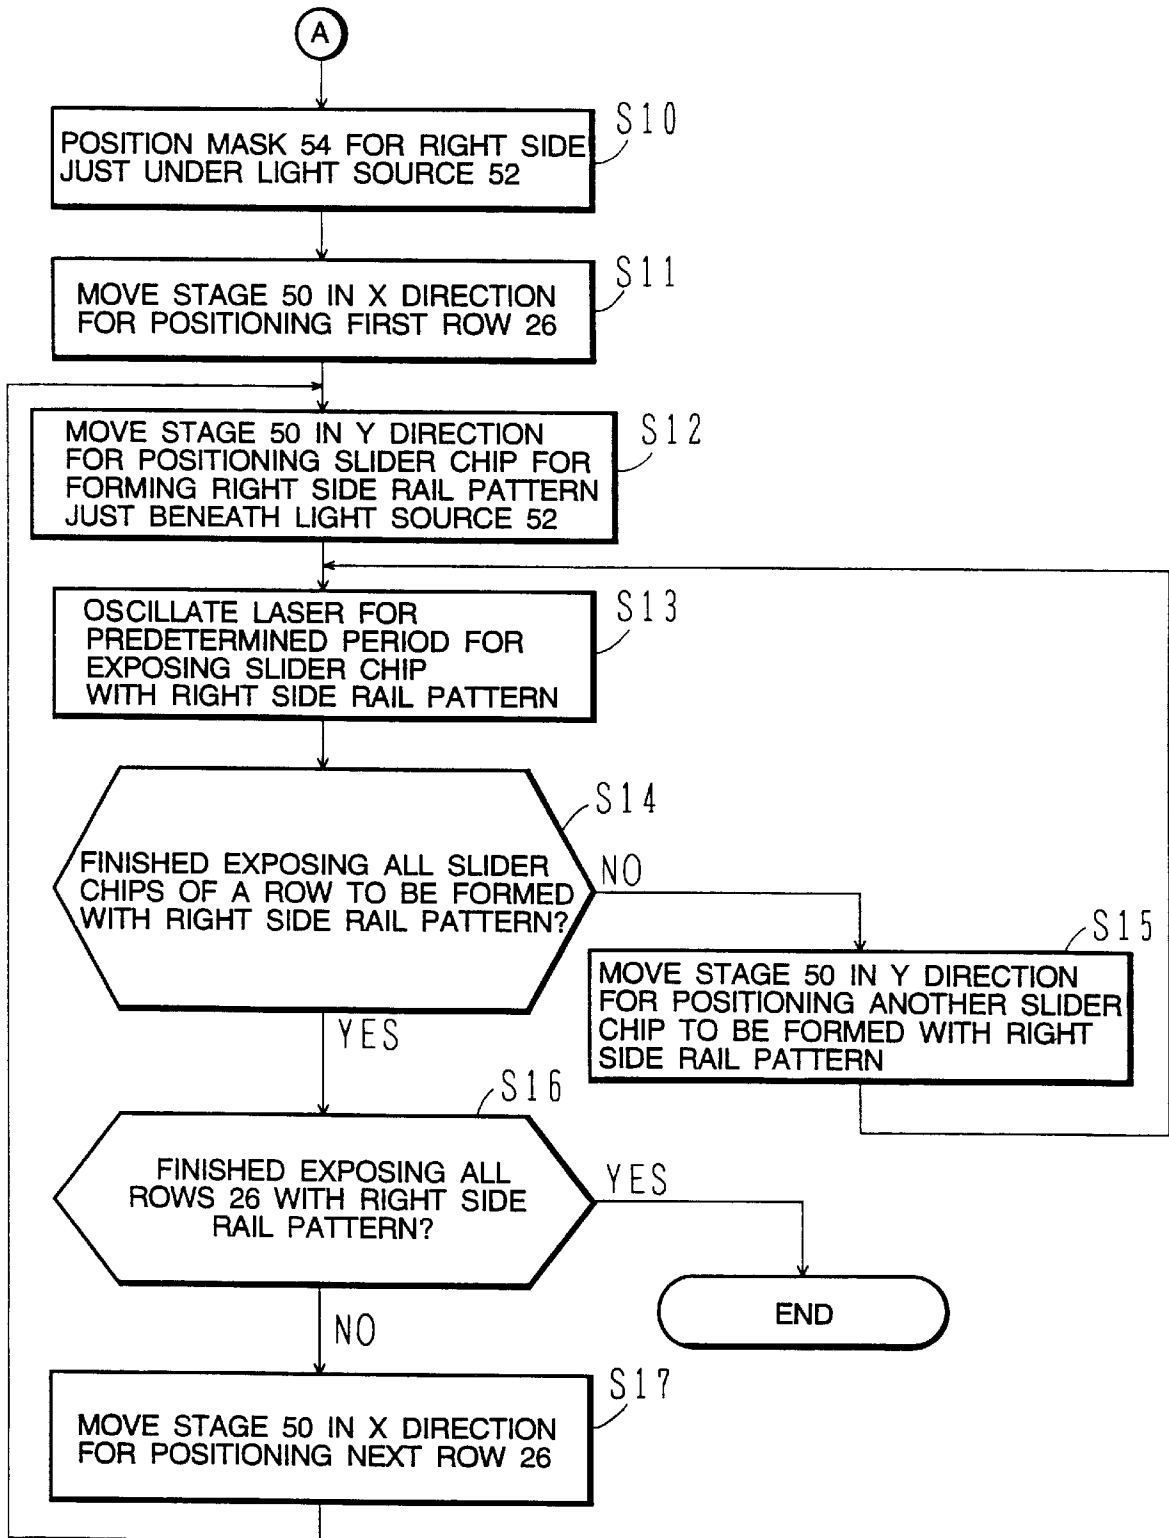 A
S10
POSITION MASK 54 FOR RIGHT SIDE
JUST UNDER LIGHT SOURCE 52
S11
MOVE STAGE 50 IN X DIRECTION
FOR POSITIONING FIRST ROW 26
S12
MOVE STAGE 50 IN Y DIRECTION
FOR POSITIONING SLIDER CHIP FOR
FORMING RIGHT SIDE RAIL PATTERN
JUST BENEATH LIGHT SOURCE 52
S13
OSCILLATE LASER FOR
PREDETERMINED PERIOD FOR
EXPOSING SLIDER CHIP
WITH RIGHT SIDE RAIL PATTERN
S14
FINISHED EXPOSING ALL SLIDER
CHIPS OF A ROW TO BE FORMED
WITH RIGHT SIDE RAIL PATTERN?
NO
S15
MOVE STAGE 50 IN Y DIRECTION
FOR POSITIONING ANOTHER SLIDER
CHIP TO BE FORMED WITH RIGHT
SIDE RAIL PATTERN
YES
S16
FINISHED EXPOSING ALL
ROWS 26 WITH RIGHT SIDE
RAIL PATTERN?
YES
END
NO
S17
MOVE STAGE 50 IN X DIRECTION
FOR POSITIONING NEXT ROW 26